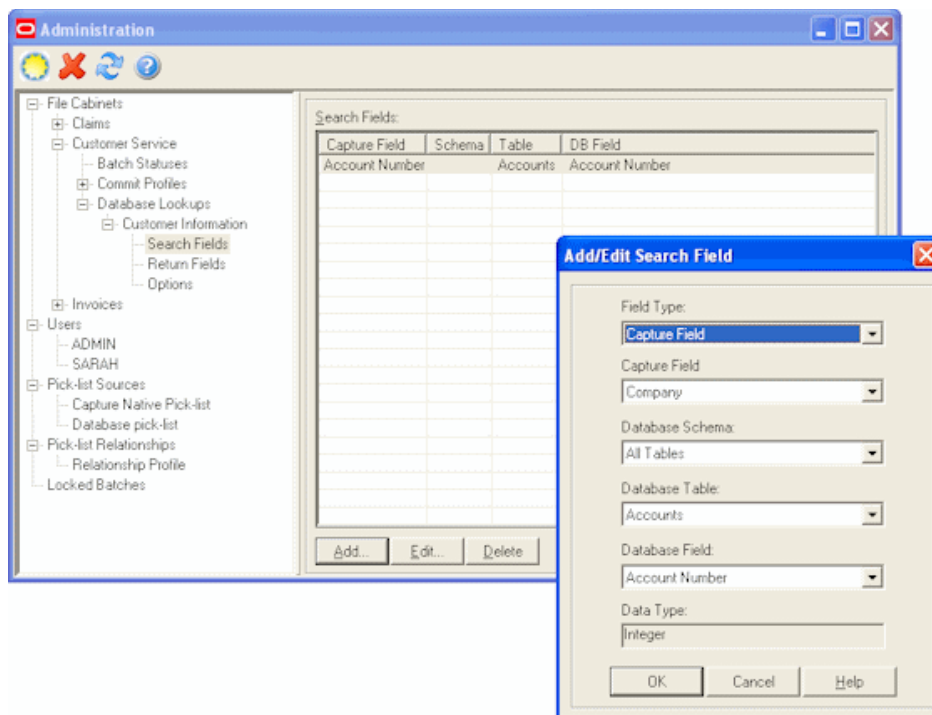 Administration
File Cabinets
Claims
Customer Service
Batch Statuses
Commit Profiles
Database Lookups
Customer Information
Search Fields
Return Fields
Options
Invoices
Users
ADMIN
SARAH
Pick-list Sources
Capture Native Pick-list
Database pick-list
Pick-list Relationships
Relationship Profile
Locked Batches
Search Fields:
Capture Field Schema Table DB Field
Account Number Accounts Account Number
Add... Edit... Delete
Add/Edit Search Field
Field Type:
Capture Field
Capture Field
Company
Database Schema:
All Tables
Database Table:
Accounts
Database Field:
Account Number
Data Type:
Integer
OK Cancel Help